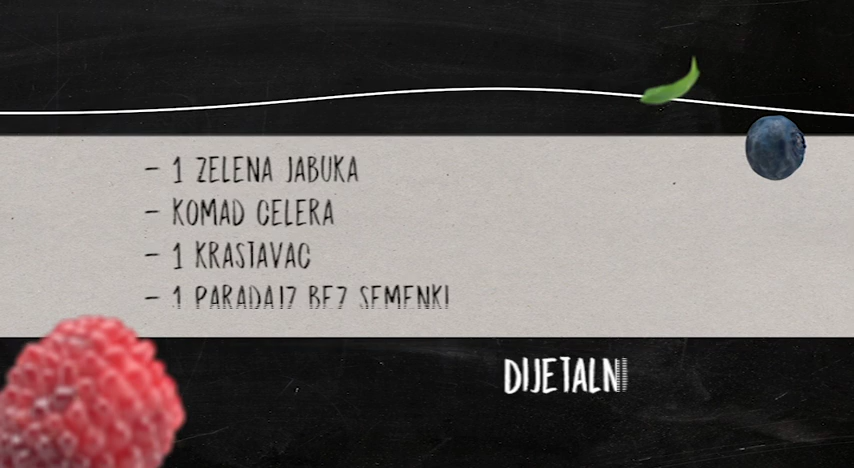 - 1 ZELENA JABUKA
- KOMAD CELERA
- 1 KRASTAVAC
- 1 PARADAJZ BEZ SEMENKI
DIJETALNI